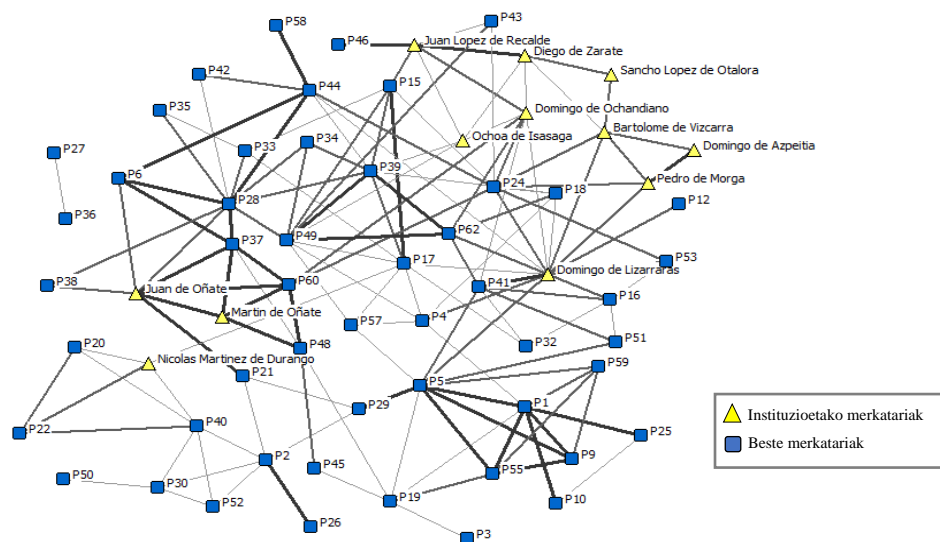 P58
P43
P46
Juan Lopez de Recalde
Diego de Zarate
P42
P44
P15
Sancho Lopez de Otalora
P35
P34
Domingo de Ochandiano
P33
Ochoa de Isasaga
Bartolome de Vizcarra
P27
P39
Domingo de Azpeitia
P6
P24
P18
Pedro de Morga
P28
P12
P36
P49
P62
P37
P17
P53
P38
P60
P41
Domingo de Lizarraras
Juan de Oñate
P16
Martin de Oñate
P57
P4
P20
P48
P32
P51
Nicolas Martinez de Durango
P21
P5
P59
P29
P1
P22
P40
P25
Instituzioetako merkatariak
Beste merkatariak
P2
P45
P55
P9
P50
P30
P52
P19
P10
P26
P3